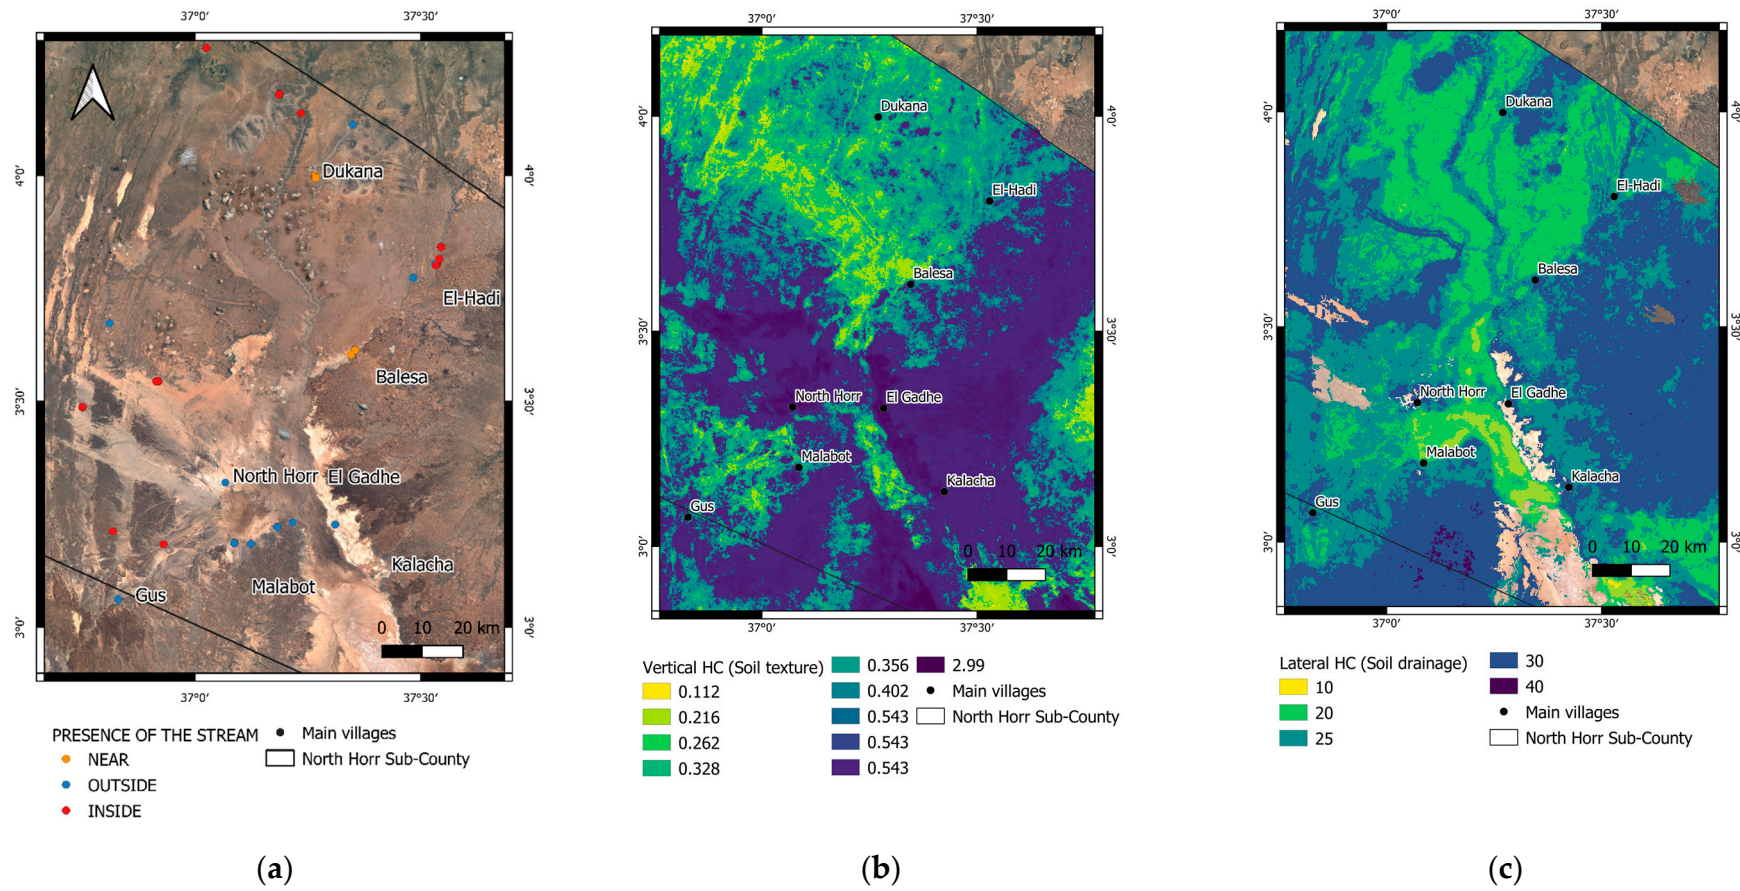 37°0′ 37°30′
4°0′
4°0′
3°30′
3°30′
3°0′
3°0′
Dukana
El-Hadi
Balesa
North Horr
El Gadhe
Kalacha
Malabot
Gus
0 10 20 km
37°0′ 37°30′
PRESENCE OF THE STREAM
NEAR
OUTSIDE
INSIDE
Main villages
North Horr Sub-County
(a)
37°0′ 37°30′
4°0′
4°0′
3°30′
3°30′
3°0′
3°0′
Dukana
El-Hadi
Balesa
North Horr
El Gadhe
Malabot
Kalacha
Gus
0 10 20 km
37°0′ 37°30′
Vertical HC (Soil texture)
0.112
0.216
0.262
0.328
0.356
0.402
0.543
0.543
0.543
2.99
Main villages
North Horr Sub-County
(b)
37°0′ 37°30′
4°0′
4°0′
3°30′
3°30′
3°0′
3°0′
Dukana
El-Hadi
Balesa
North Horr
El Gadhe
Malabot
Kalacha
Gus
0 10 20 km
37°0′ 37°30′
Lateral HC (Soil drainage)
10
20
25
30
40
Main villages
North Horr Sub-County
(c)